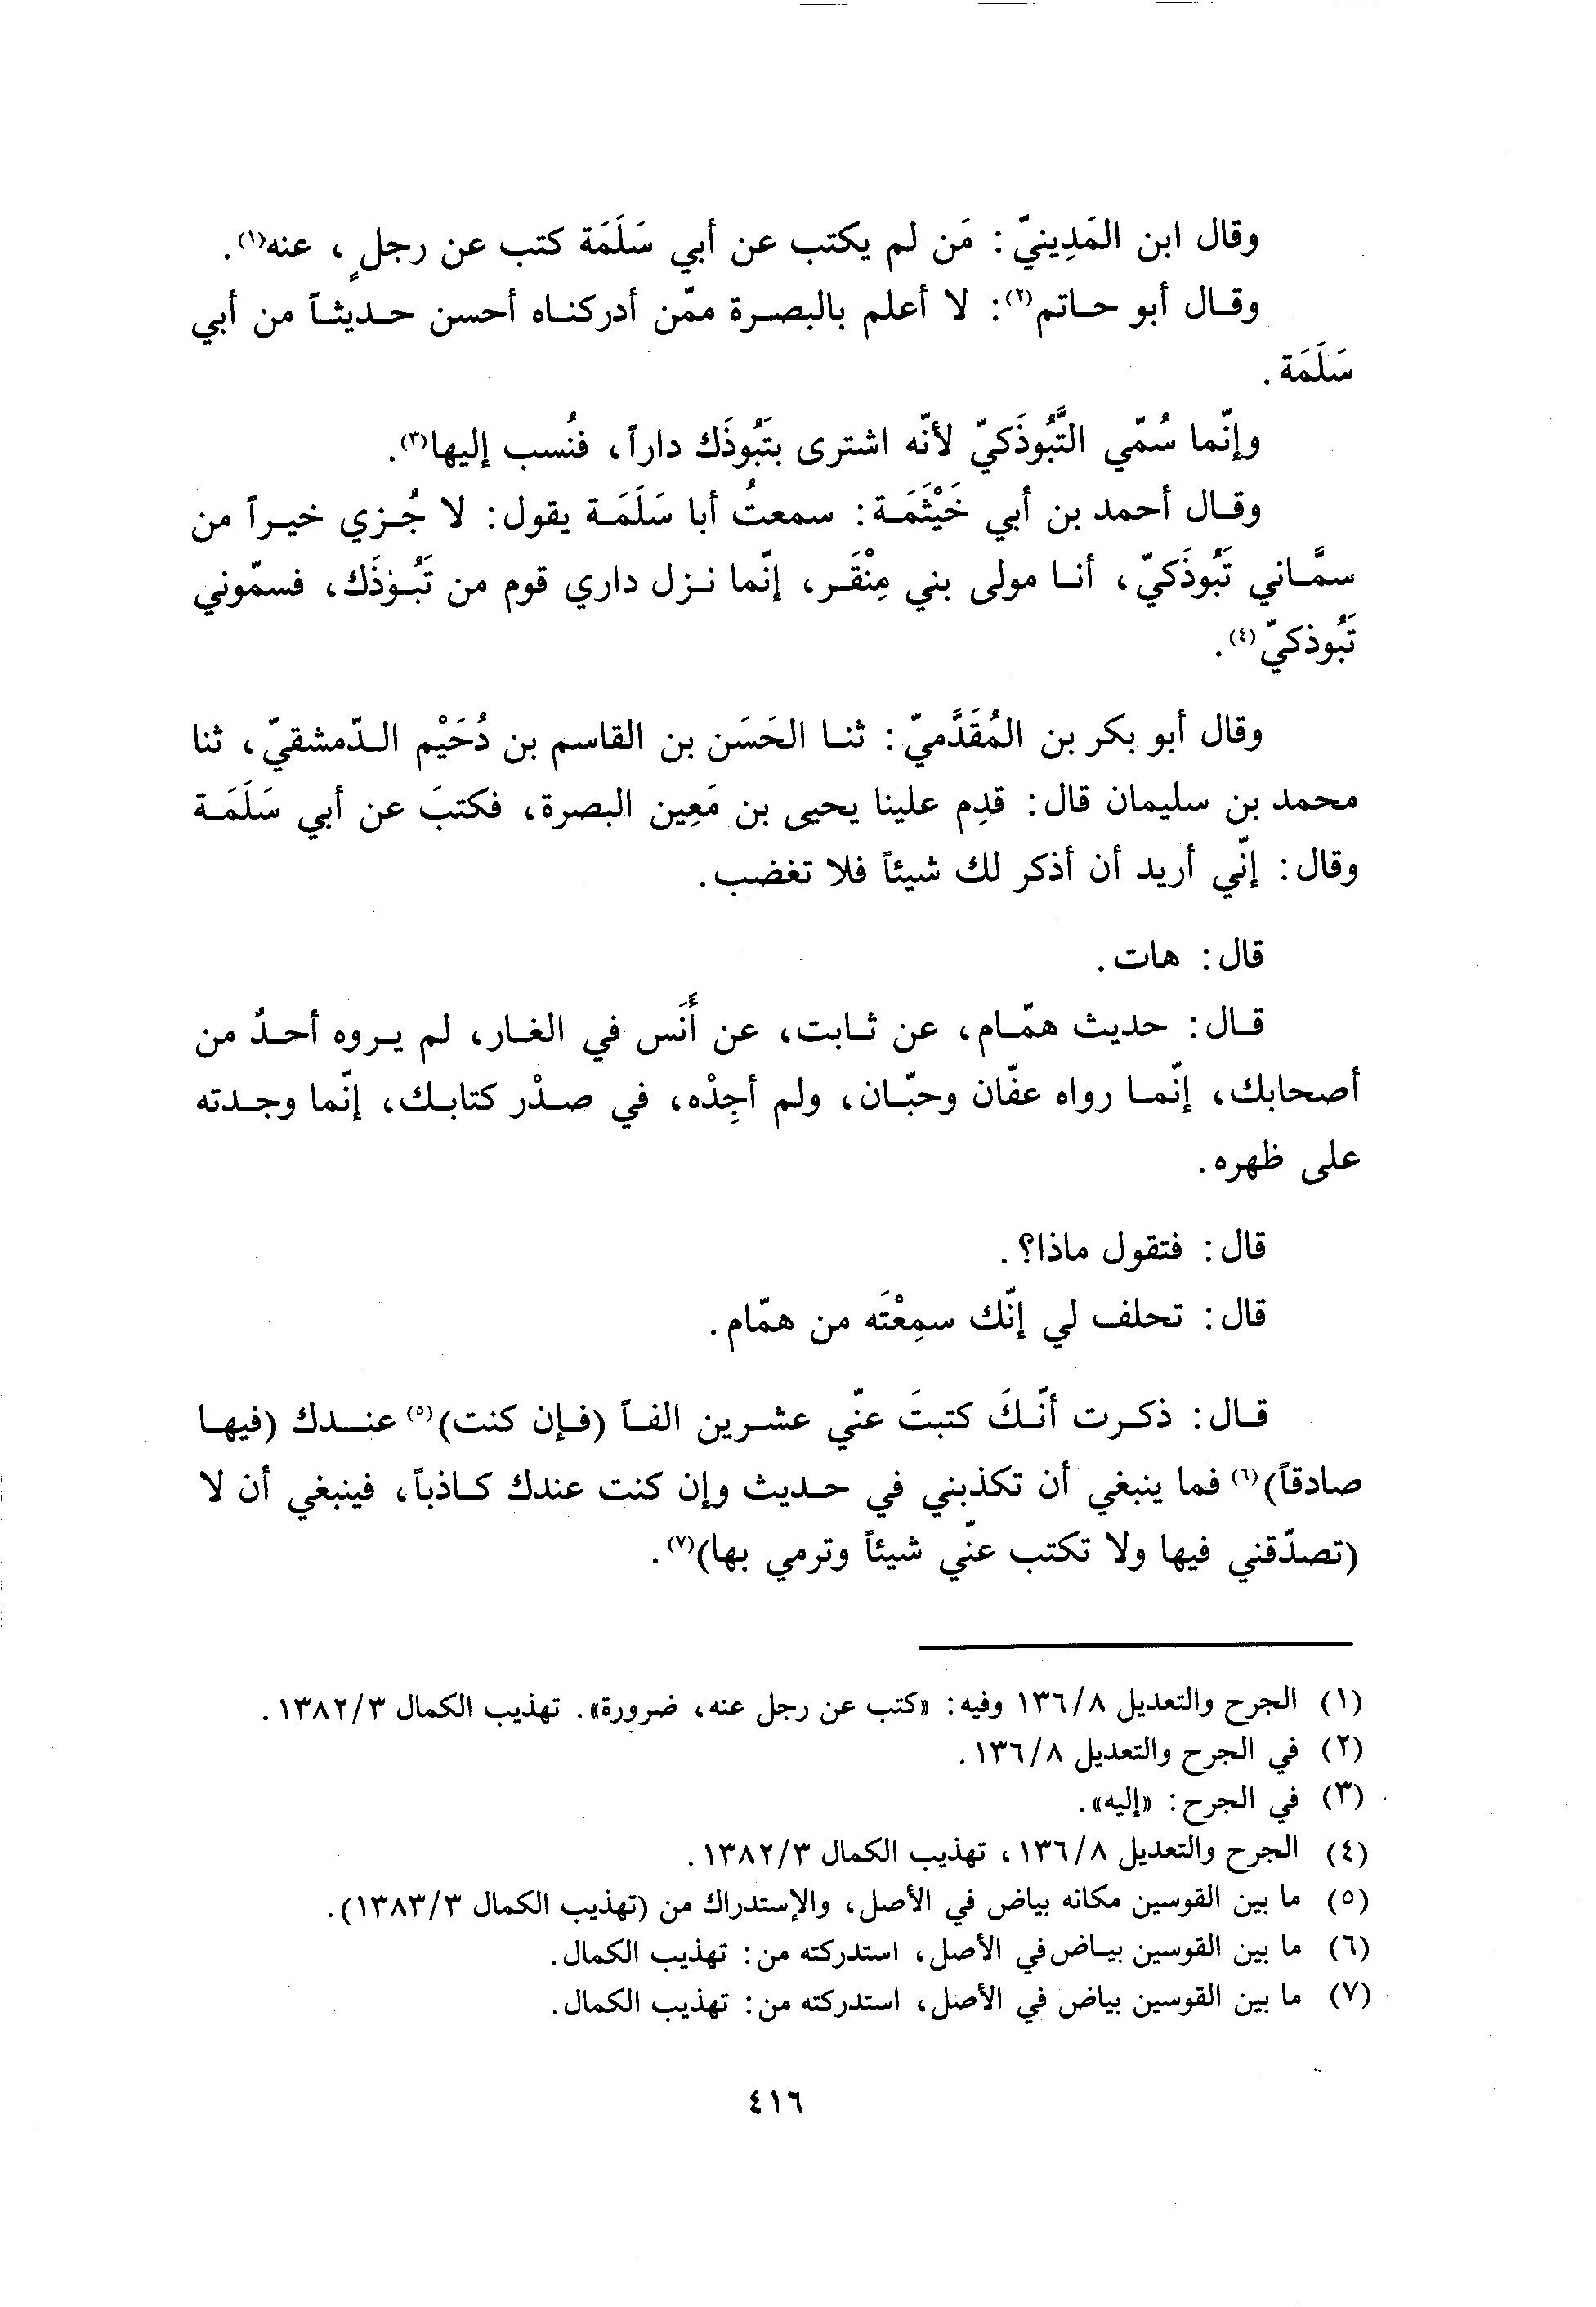 وقال ابن المَدِينيّ: مَن لم يكتب عن أبي سَلَمَة كتب عن رجلٍ، عنه(١).
وقال أبو حاتم(٢): لا أعلم بالبصرة ممّن أدركناه أحسن حديثاً من أبي
سَلَمَة.
وإنّما سُمّي التَّبُوذَكيّ لأنّه اشترى بتَبُوذَك داراً، فنُسب إليها(٣).
وقال أحمد بن أبي خَيْثَمَة: سمعتُ أبا سَلَمَة يقول: لا جُزي خيراً من
سمَّاني تَبُوذَكيّ، أنا مولى بني مِنْقَر، إنّما نزل داري قوم من تَبُوذَك، فسمّوني
تَبُوذكيّ(٤).
وقال أبو بكر بن المُقَدَّميّ: ثنا الحَسَن بن القاسم بن دُحَيْم الدّمشقيّ، ثنا
محمد بن سليمان قال: قدِم علينا يحيى بن مَعِين البصرة، فكتبَ عن أبي سَلَمَة
وقال: إنّي أريد أن أذكر لك شيئاً فلا تغضب.
قال: هات.
قال: حديث همّام، عن ثابت، عن أَنَس في الغار، لم يروه أحدٌ من
أصحابك، إنّما رواه عفّان وحبّان، ولم أجِدْه، في صدْر كتابك، إنّما وجدته
على ظهره.
قال: فتقول ماذا؟.
قال: تحلف لي إنّك سمِعْتَه من همّام.
قال: ذكرت أنّكَ كتبتَ عنّي عشرين الفاً (فإن كنت)(٥) عندك (فيها
صادقاً)(٦) فما ينبغي أن تكذبني في حديث وإن كنت عندك كاذباً، فينبغي أن لا
(تصدّقني فيها ولا تكتب عنّي شيئاً وترمي بها)(٧).
(١) الجرح والتعديل ١٣٦/٨ وفيه: «كتب عن رجل عنه، ضرورة». تهذيب الكمال ١٣٨٢/٣.
(٢) في الجرح والتعديل ١٣٦/٨.
(٣) في الجرح: «إليه».
(٤) الجرح والتعديل ١٣٦/٨، تهذيب الكمال ١٣٨٢/٣.
(٥) ما بين القوسين مكانه بياض في الأصل، والإستدراك من (تهذيب الكمال ١٣٨٣/٣).
(٦) ما بين القوسين بياض في الأصل، استدركته من: تهذيب الكمال.
(٧) ما بين القوسين بياض في الأصل، استدركته من: تهذيب الكمال.
٤١٦